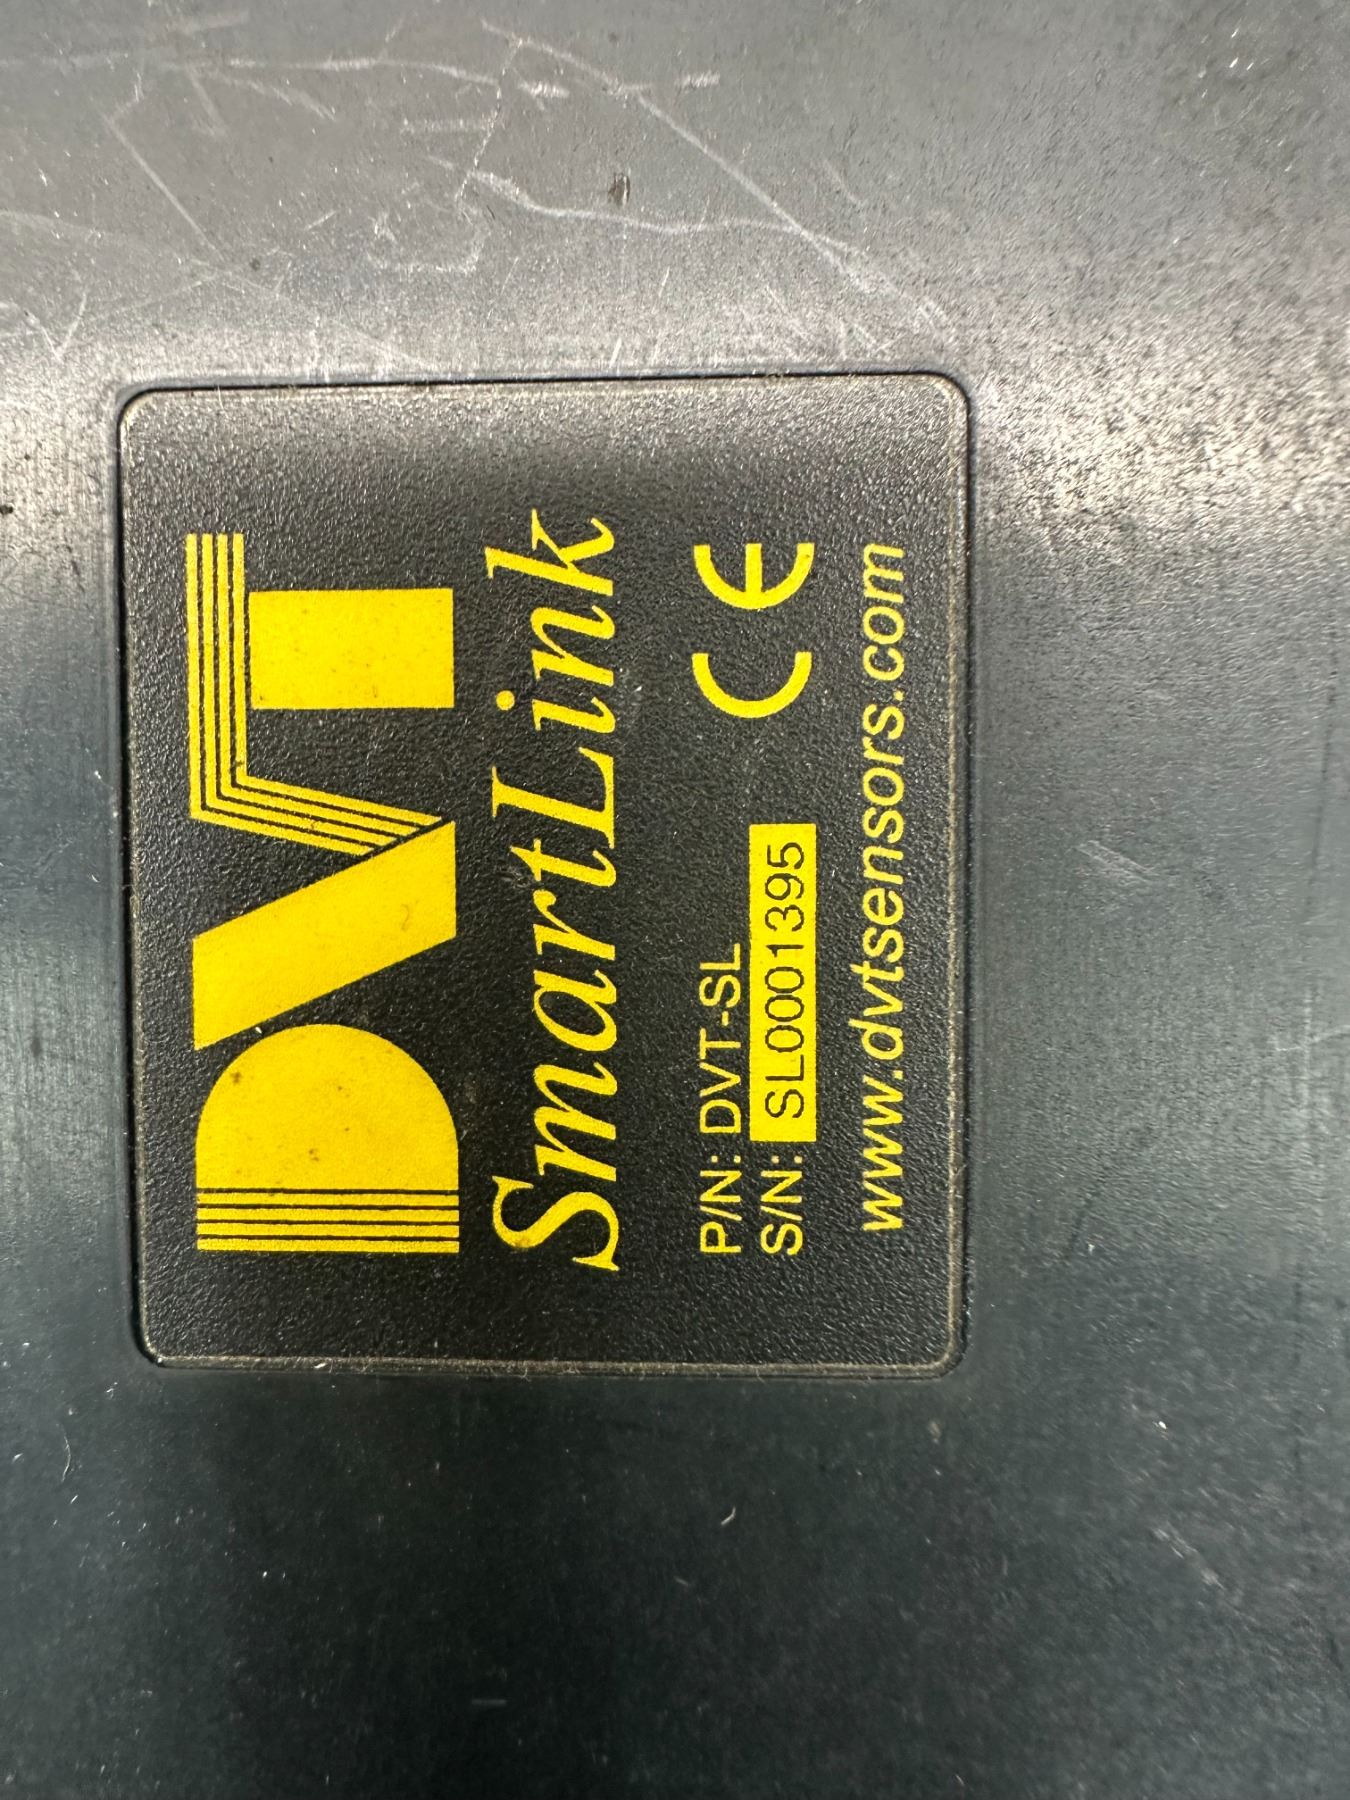 DVT
SmartLink
P/N: DVT-SL
S/N: SL0001395
CE
www.dvtsensors.com